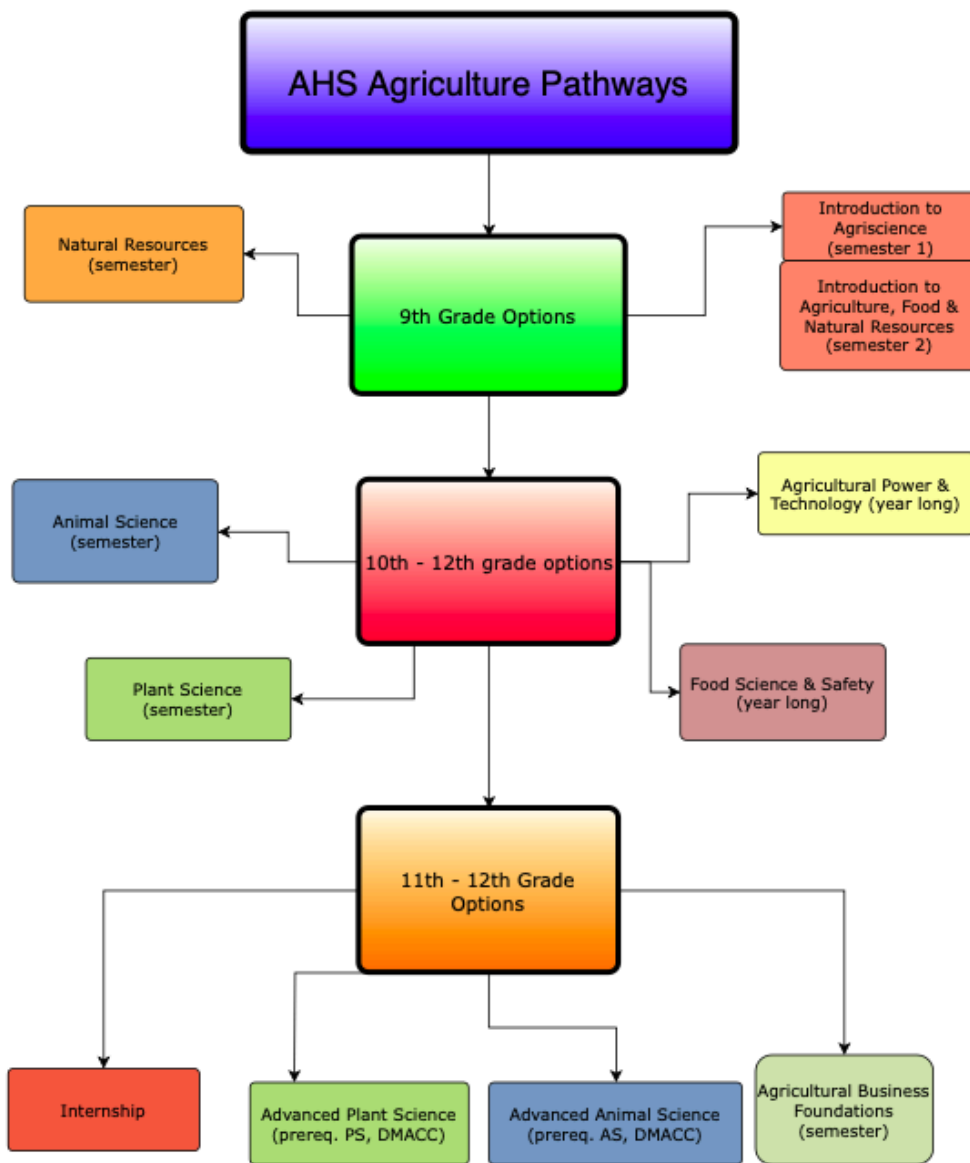 AHS Agriculture Pathways
Natural Resources
(semester)
9th Grade Options
Introduction to
Agriscience
(semester 1)
Introduction to
Agriculture, Food &
Natural Resources
(semester 2)
Animal Science
(semester)
10th - 12th grade options
Agricultural Power &
Technology (year long)
Plant Science
(semester)
Food Science & Safety
(year long)
11th - 12th Grade
Options
Internship
Advanced Plant Science
(prereq. PS, DMACC)
Advanced Animal Science
(prereq. AS, DMACC)
Agricultural Business
Foundations
(semester)